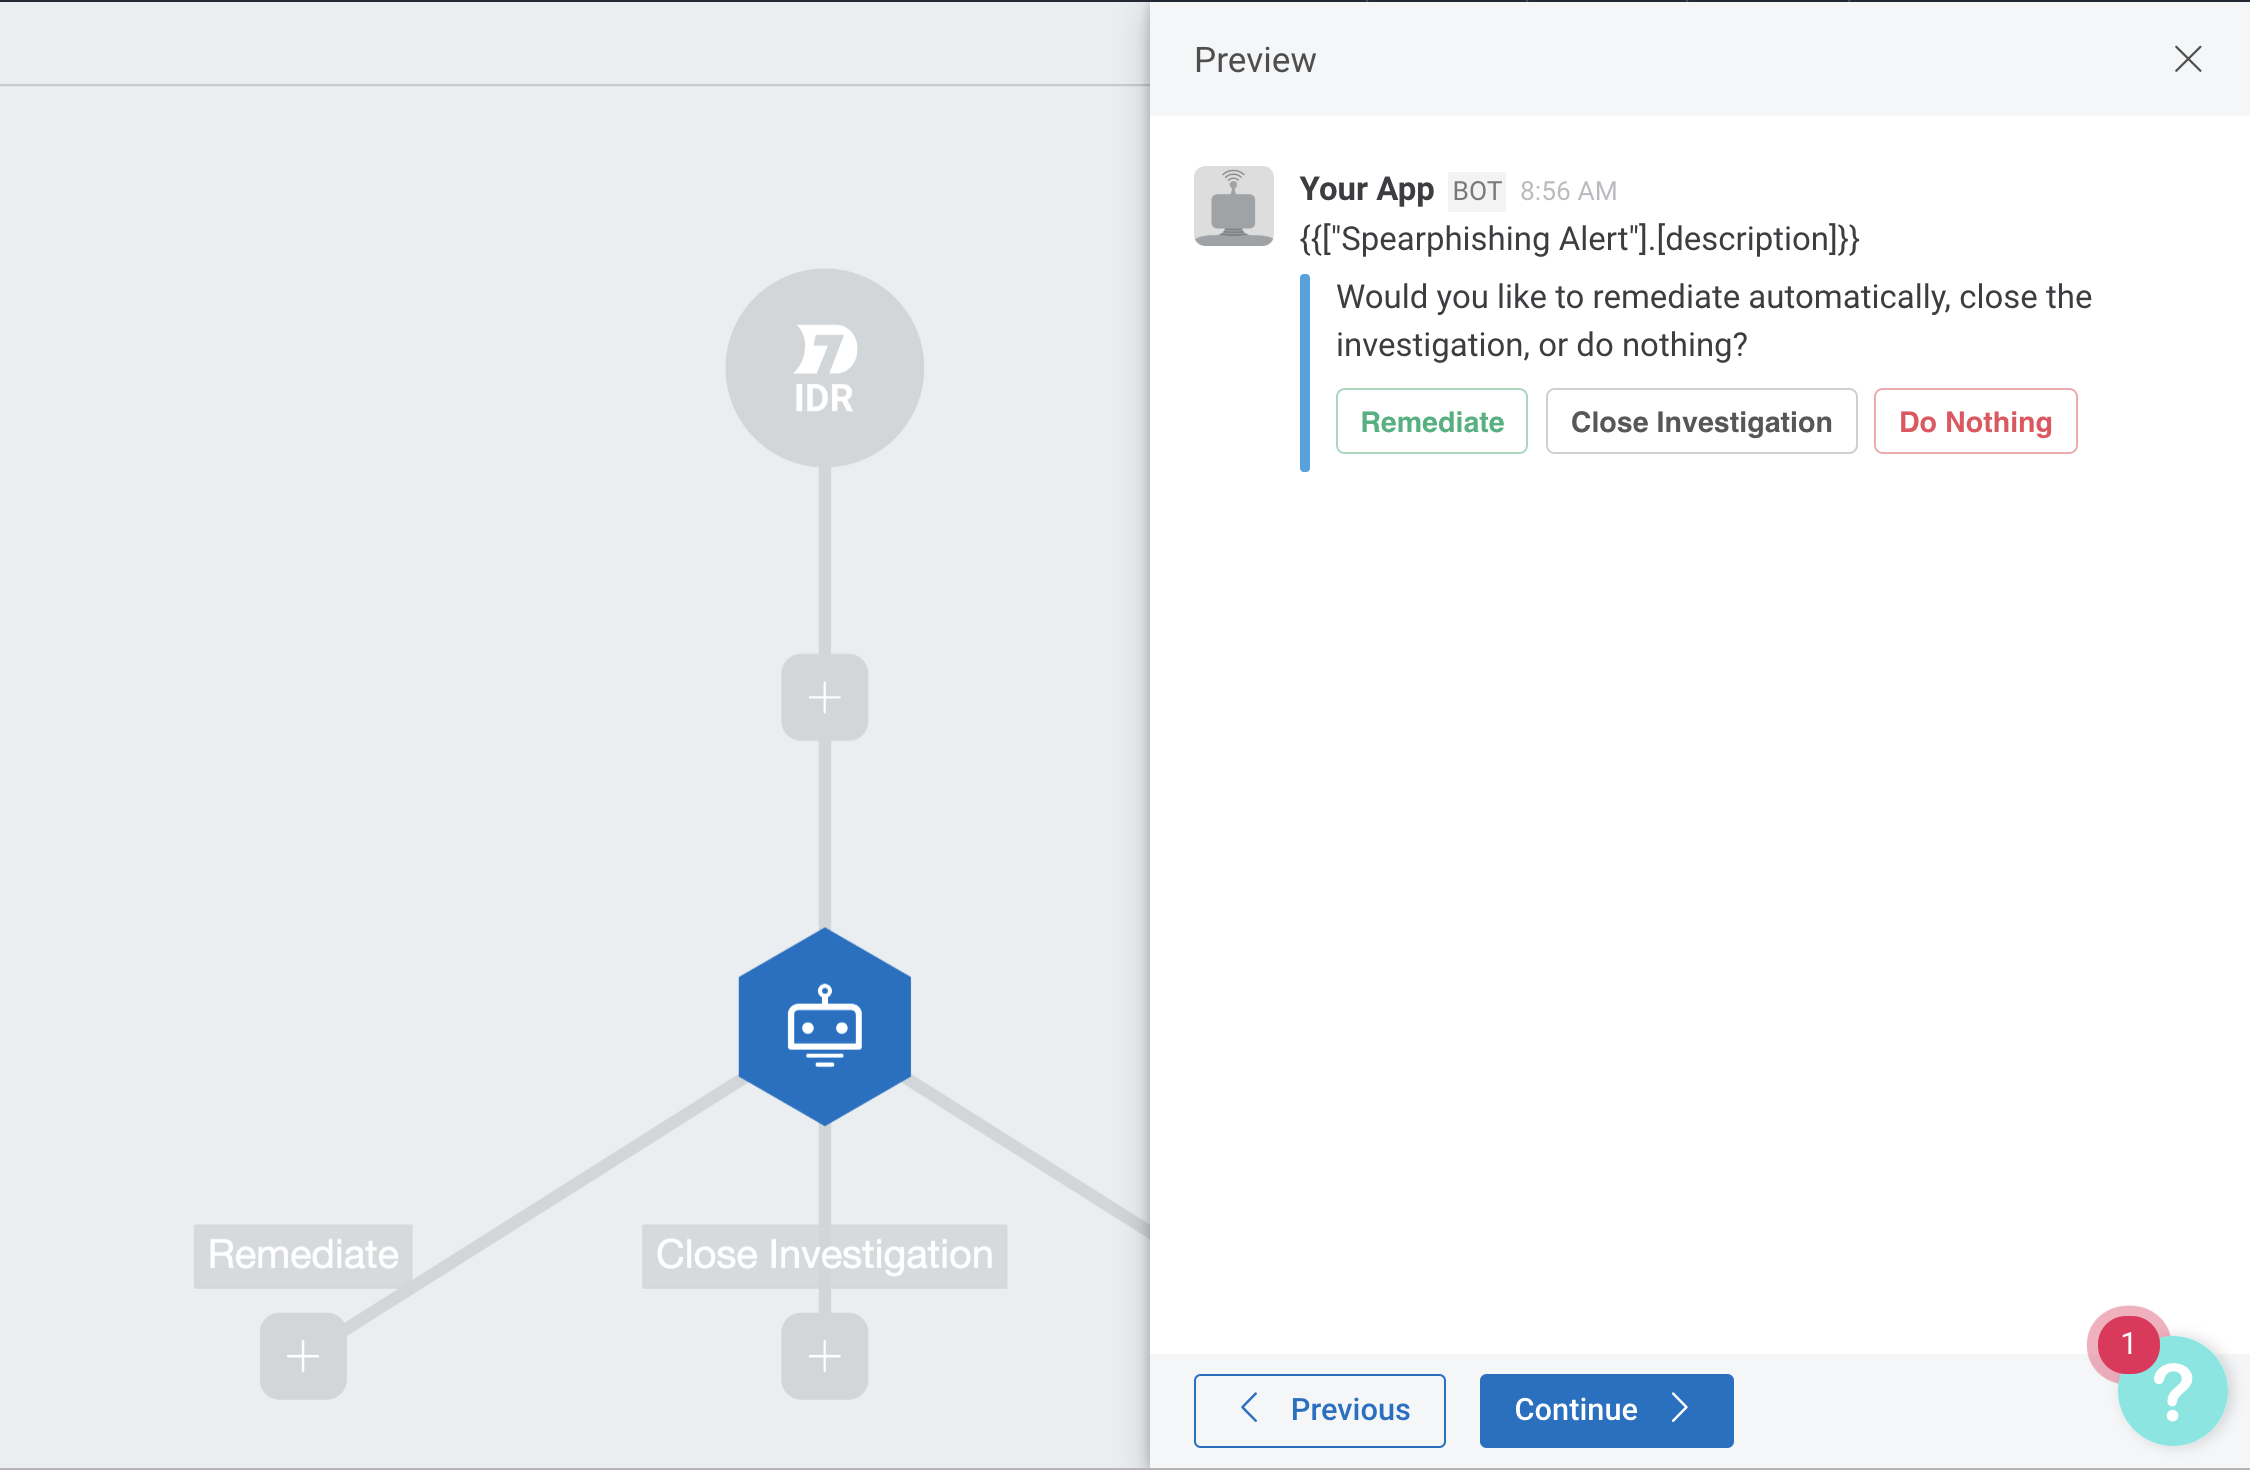 Preview
Your App BOT 8:56 AM
{{["Spearphishing Alert"].[description]}}
Would you like to remediate automatically, close the
investigation, or do nothing?
Remediate Close Investigation Do Nothing
7
IDR
Remediate Close Investigation
Previous Continue
1
?